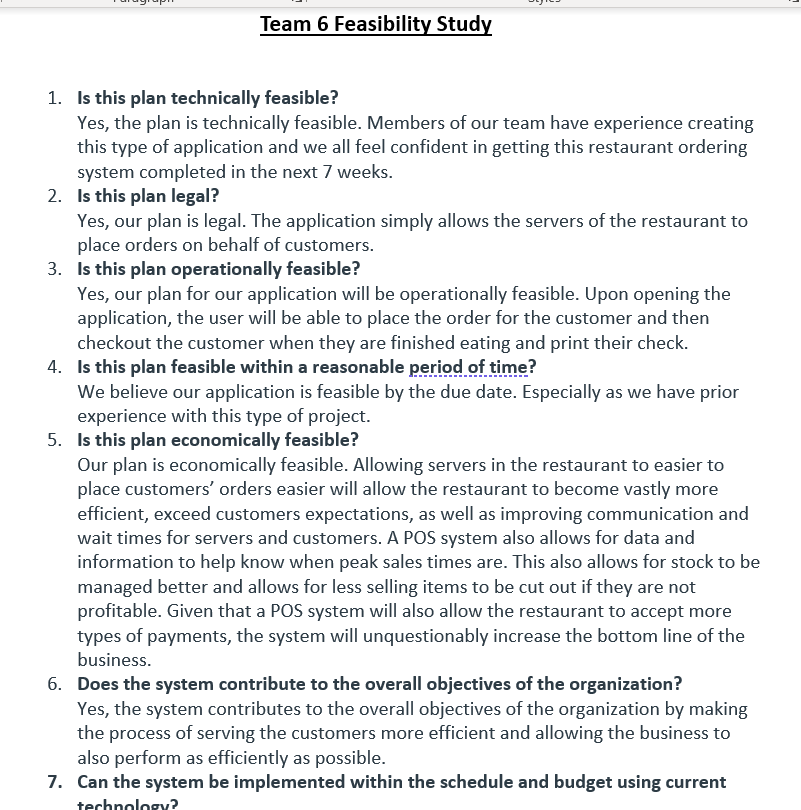 Paragraph
Styles
Team 6 Feasibility Study
1. Is this plan technically feasible?
Yes, the plan is technically feasible. Members of our team have experience creating
this type of application and we all feel confident in getting this restaurant ordering
system completed in the next 7 weeks.
2. Is this plan legal?
Yes, our plan is legal. The application simply allows the servers of the restaurant to
place orders on behalf of customers.
3. Is this plan operationally feasible?
Yes, our plan for our application will be operationally feasible. Upon opening the
application, the user will be able to place the order for the customer and then
checkout the customer when they are finished eating and print their check.
4. Is this plan feasible within a reasonable period of time?
We believe our application is feasible by the due date. Especially as we have prior
experience with this type of project.
5. Is this plan economically feasible?
Our plan is economically feasible. Allowing servers in the restaurant to easier to
place customers’ orders easier will allow the restaurant to become vastly more
efficient, exceed customers expectations, as well as improving communication and
wait times for servers and customers. A POS system also allows for data and
information to help know when peak sales times are. This also allows for stock to be
managed better and allows for less selling items to be cut out if they are not
profitable. Given that a POS system will also allow the restaurant to accept more
types of payments, the system will unquestionably increase the bottom line of the
business.
6. Does the system contribute to the overall objectives of the organization?
Yes, the system contributes to the overall objectives of the organization by making
the process of serving the customers more efficient and allowing the business to
also perform as efficiently as possible.
7. Can the system be implemented within the schedule and budget using current
technology?